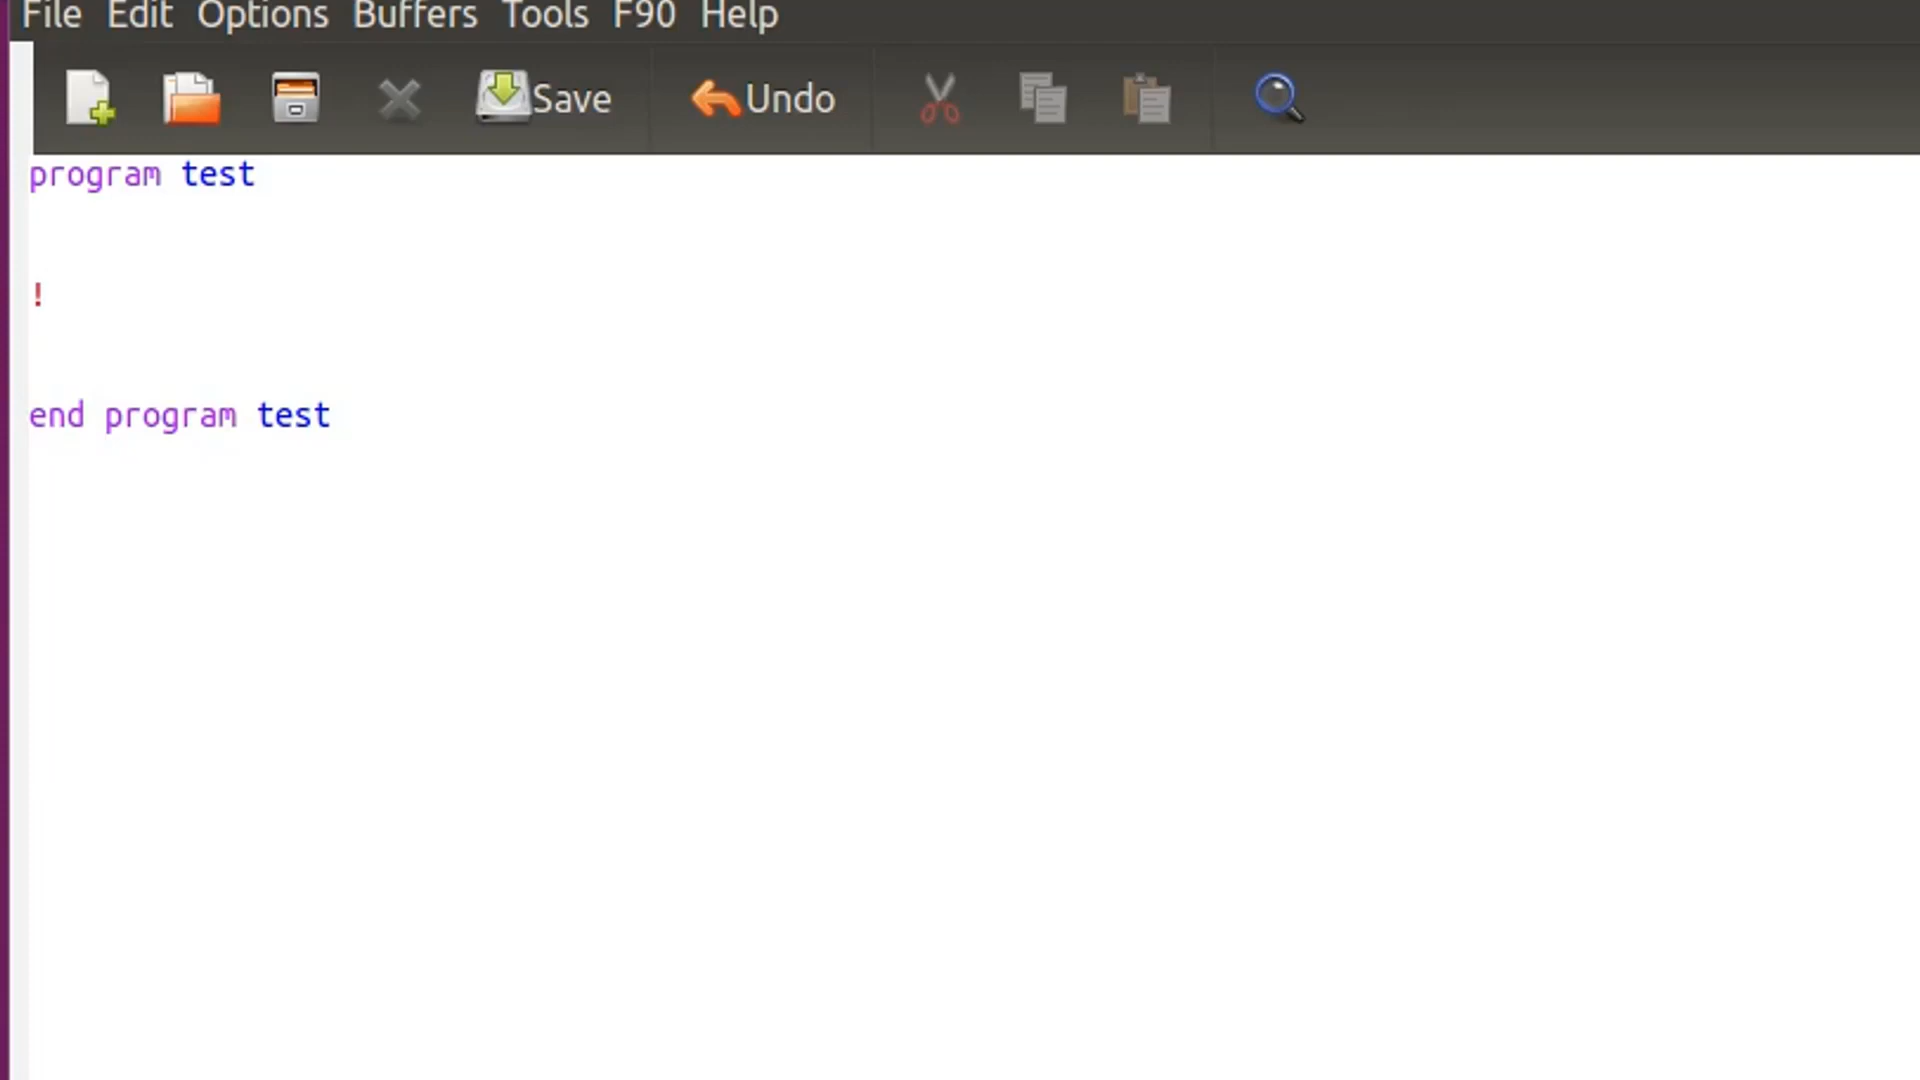 File Edit Options Buffers Tools F90 Help
Save Undo
program test
!
end program test